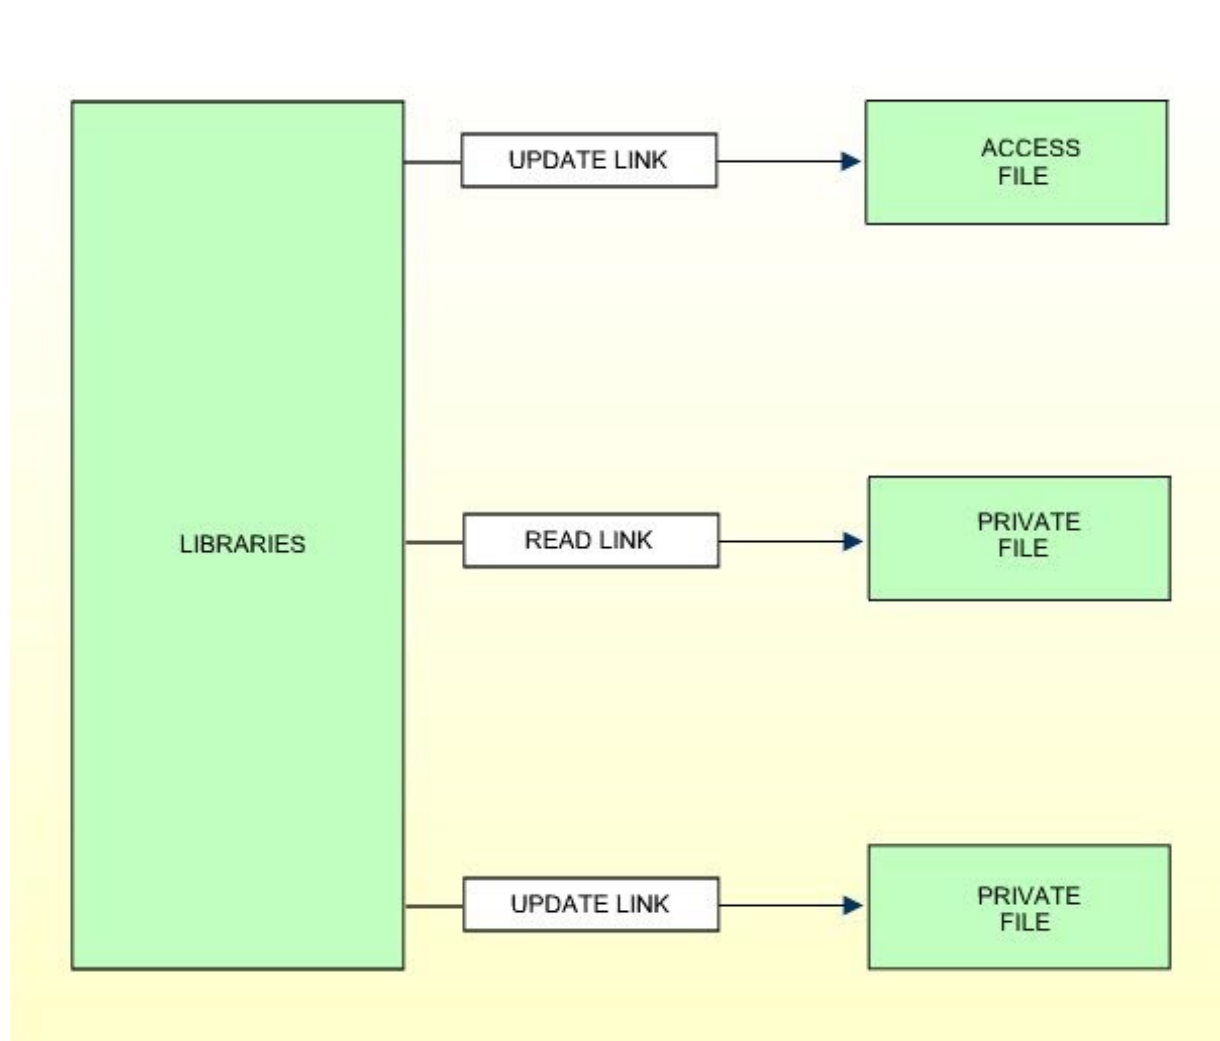 UPDATE LINK
ACCESS
FILE
LIBRARIES
READ LINK
PRIVATE
FILE
UPDATE LINK
PRIVATE
FILE